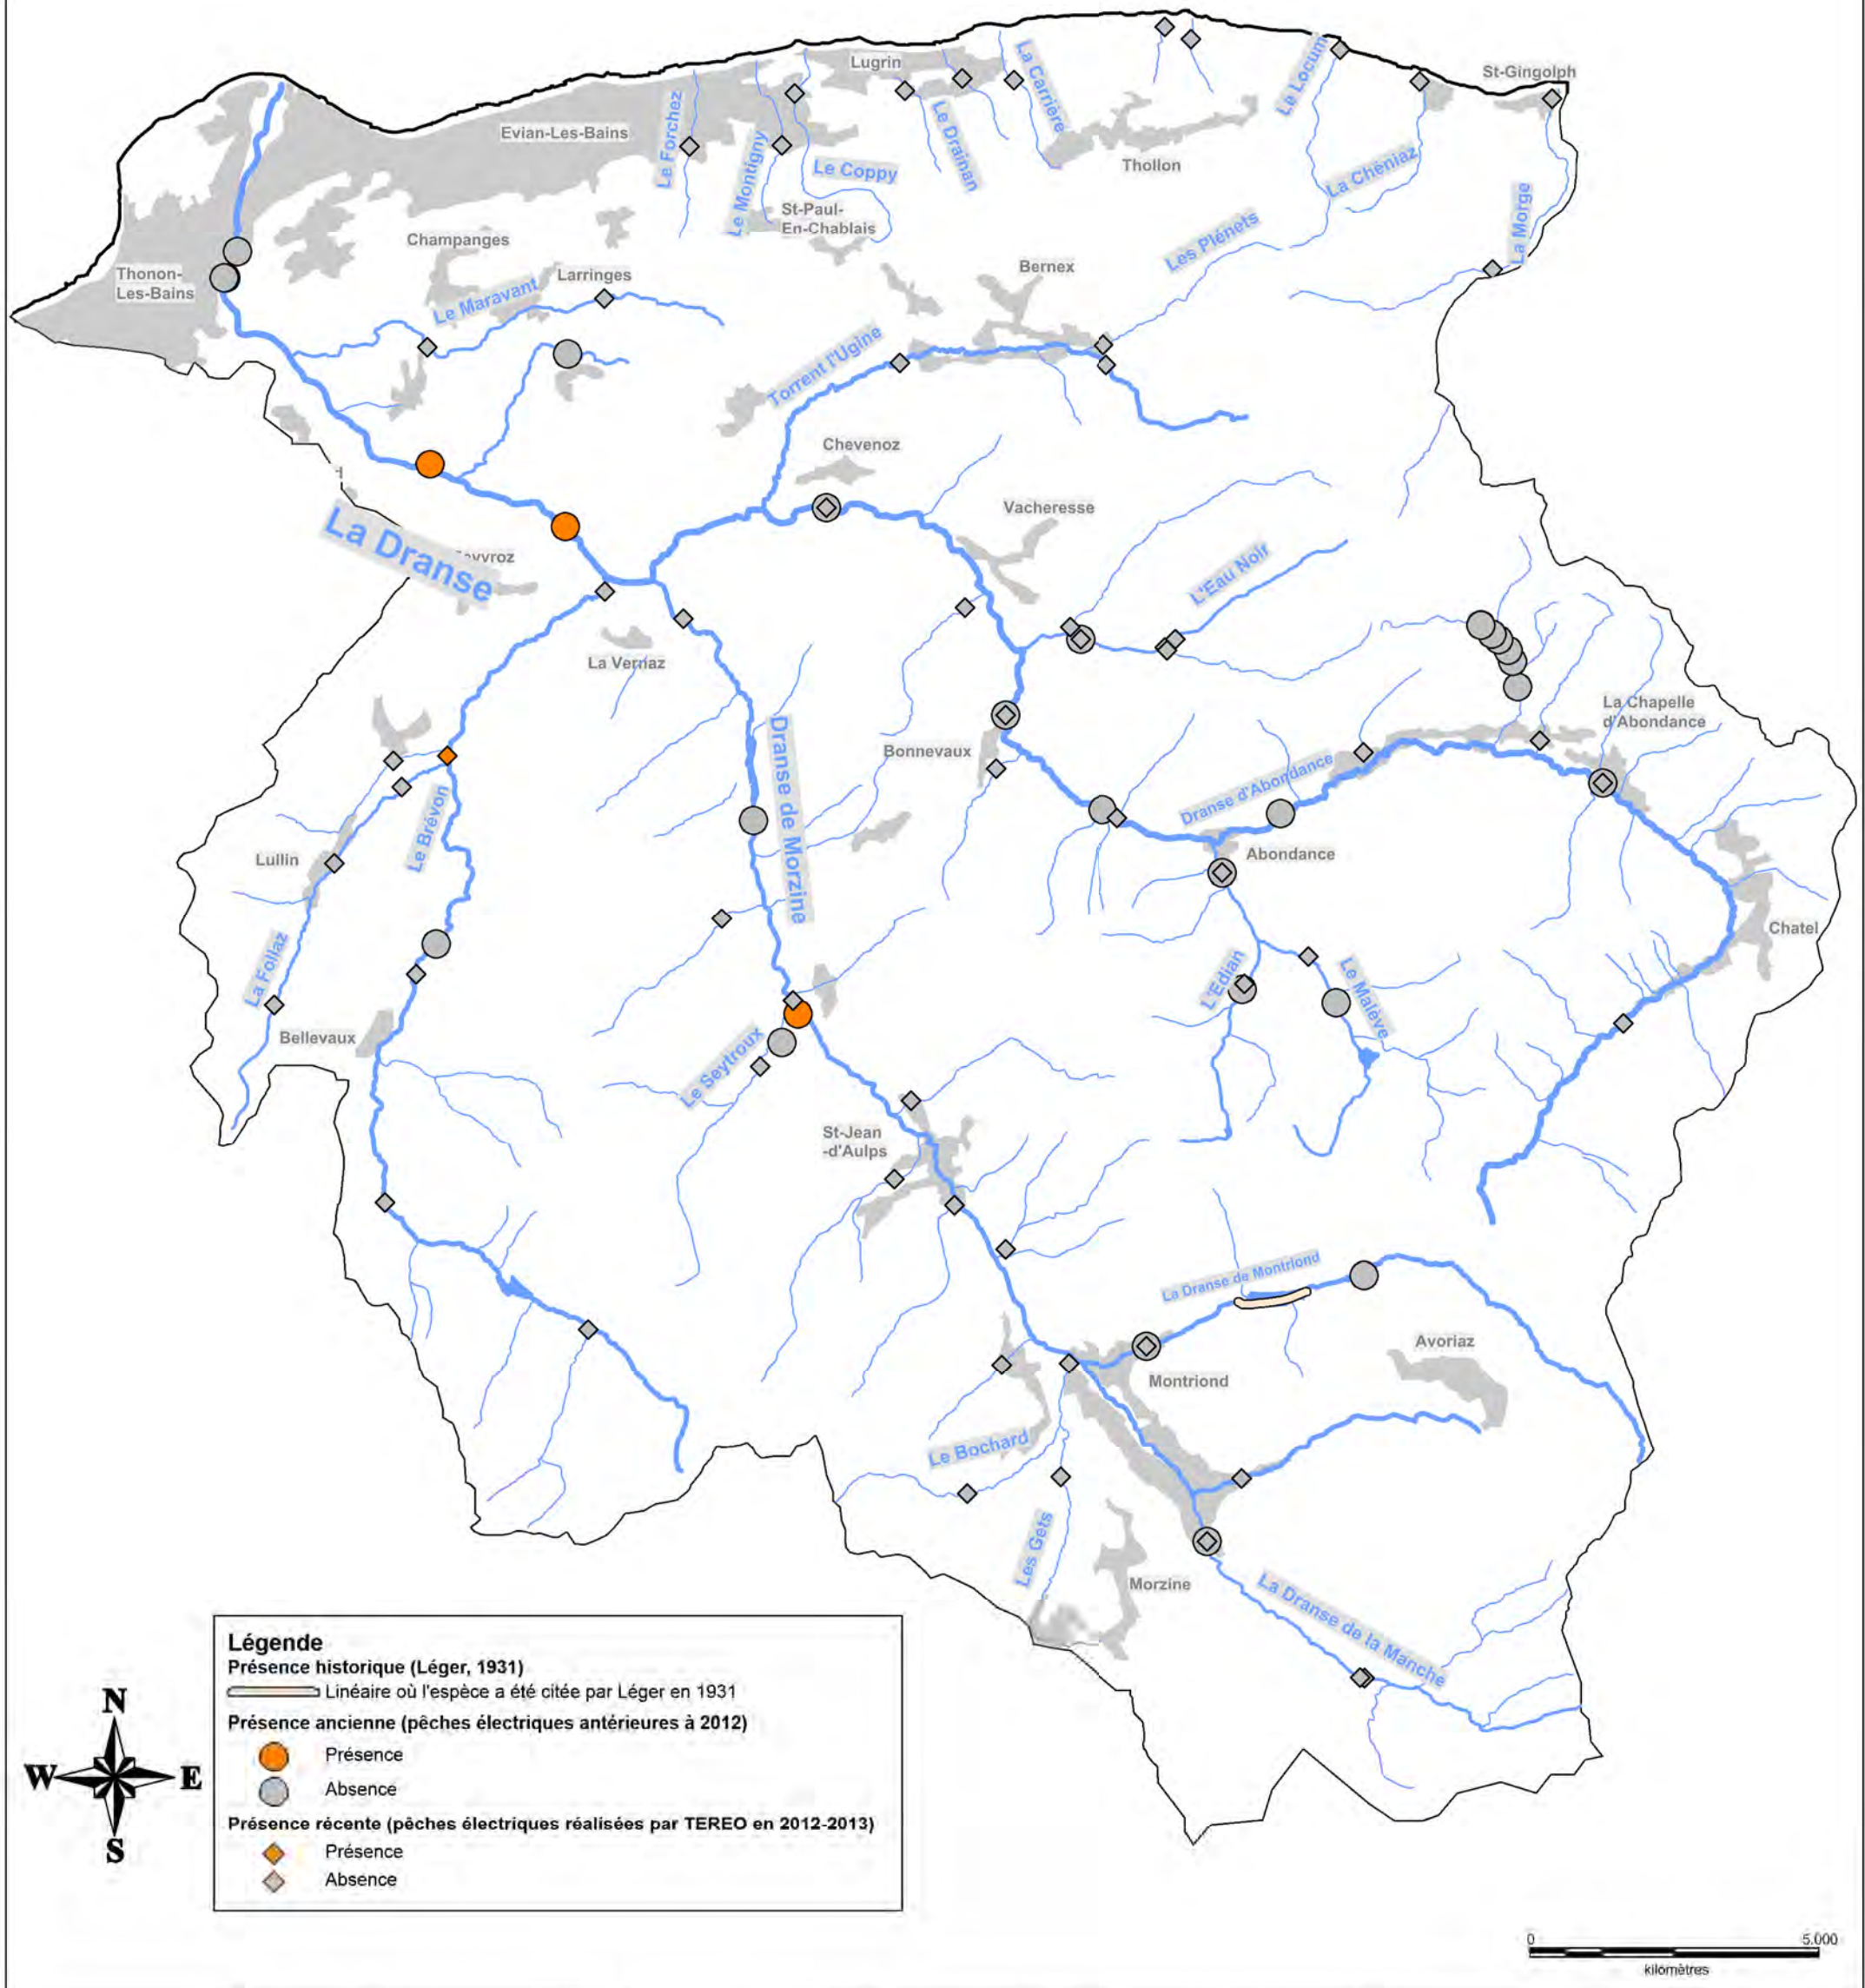 Lugrin
La Carrière
Le Locum
St-Gingolph
Evian-Les-Bains
Le Forchez
Le Montigny
Le Coppy
Le Drainan
Thollon
La Chéniaz
St-Paul-
En-Chablais
La Morge
Champanges
Les Plénets
Thonon-
Les-Bains
Larringes
Bernex
Le Maravant
Torrent l'Ugine
Chevenoz
Vacheresse
La Dranse
L'Eau Noir
La Vernaz
La Chapelle
d'Abondance
Bonnevaux
Dranse de Morzine
Dranse d'Abondance
Le Brévon
Lullin
Abondance
Chatel
La Follaz
L'Edian
Le Malève
Bellevaux
Le Seytroux
St-Jean
-d'Aulps
La Dranse de Montriond
Avoriaz
Montriond
Le Bochard
Les Gets
Morzine
La Dranse de la Manche
Légende
Présence historique (Léger, 1931)
Linéaire où l'espèce a été citée par Léger en 1931
Présence ancienne (pêches électriques antérieures à 2012)
Présence
Absence
Présence récente (pêches électriques réalisées par TEREO en 2012-2013)
Présence
Absence
N
W E
S
0 5.000
kilomètres